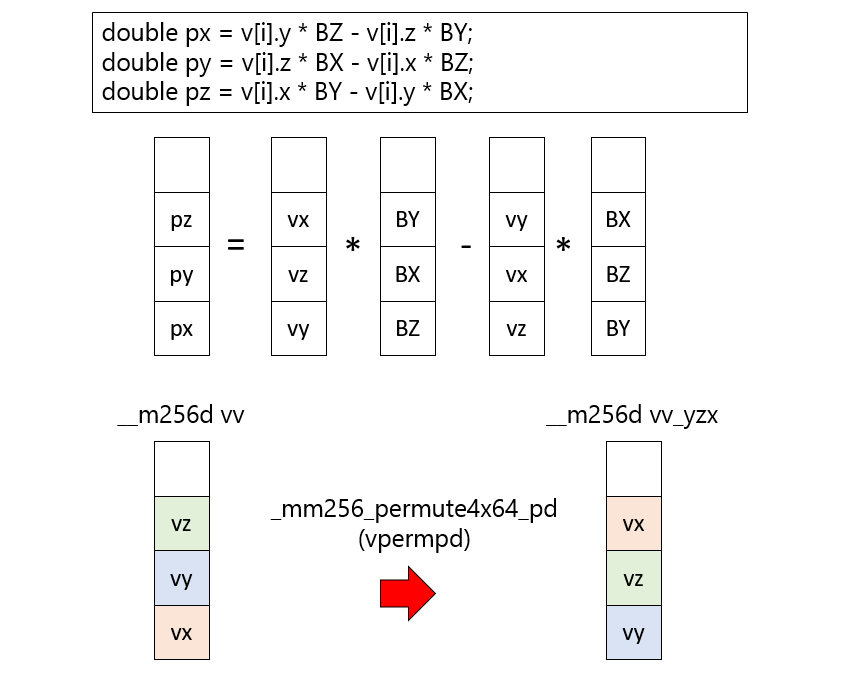 double px = v[i].y * BZ - v[i].z * BY;
double py = v[i].z * BX - v[i].x * BZ;
double pz = v[i].x * BY - v[i].y * BX;
pz vx BY vy BX
= * - *
py vz BX vx BZ
px vy BZ vz BY
__m256d vv __m256d vv_yzx
vz _mm256_permute4x64_pd vx
(vpermpd)
vy vz
vx vy